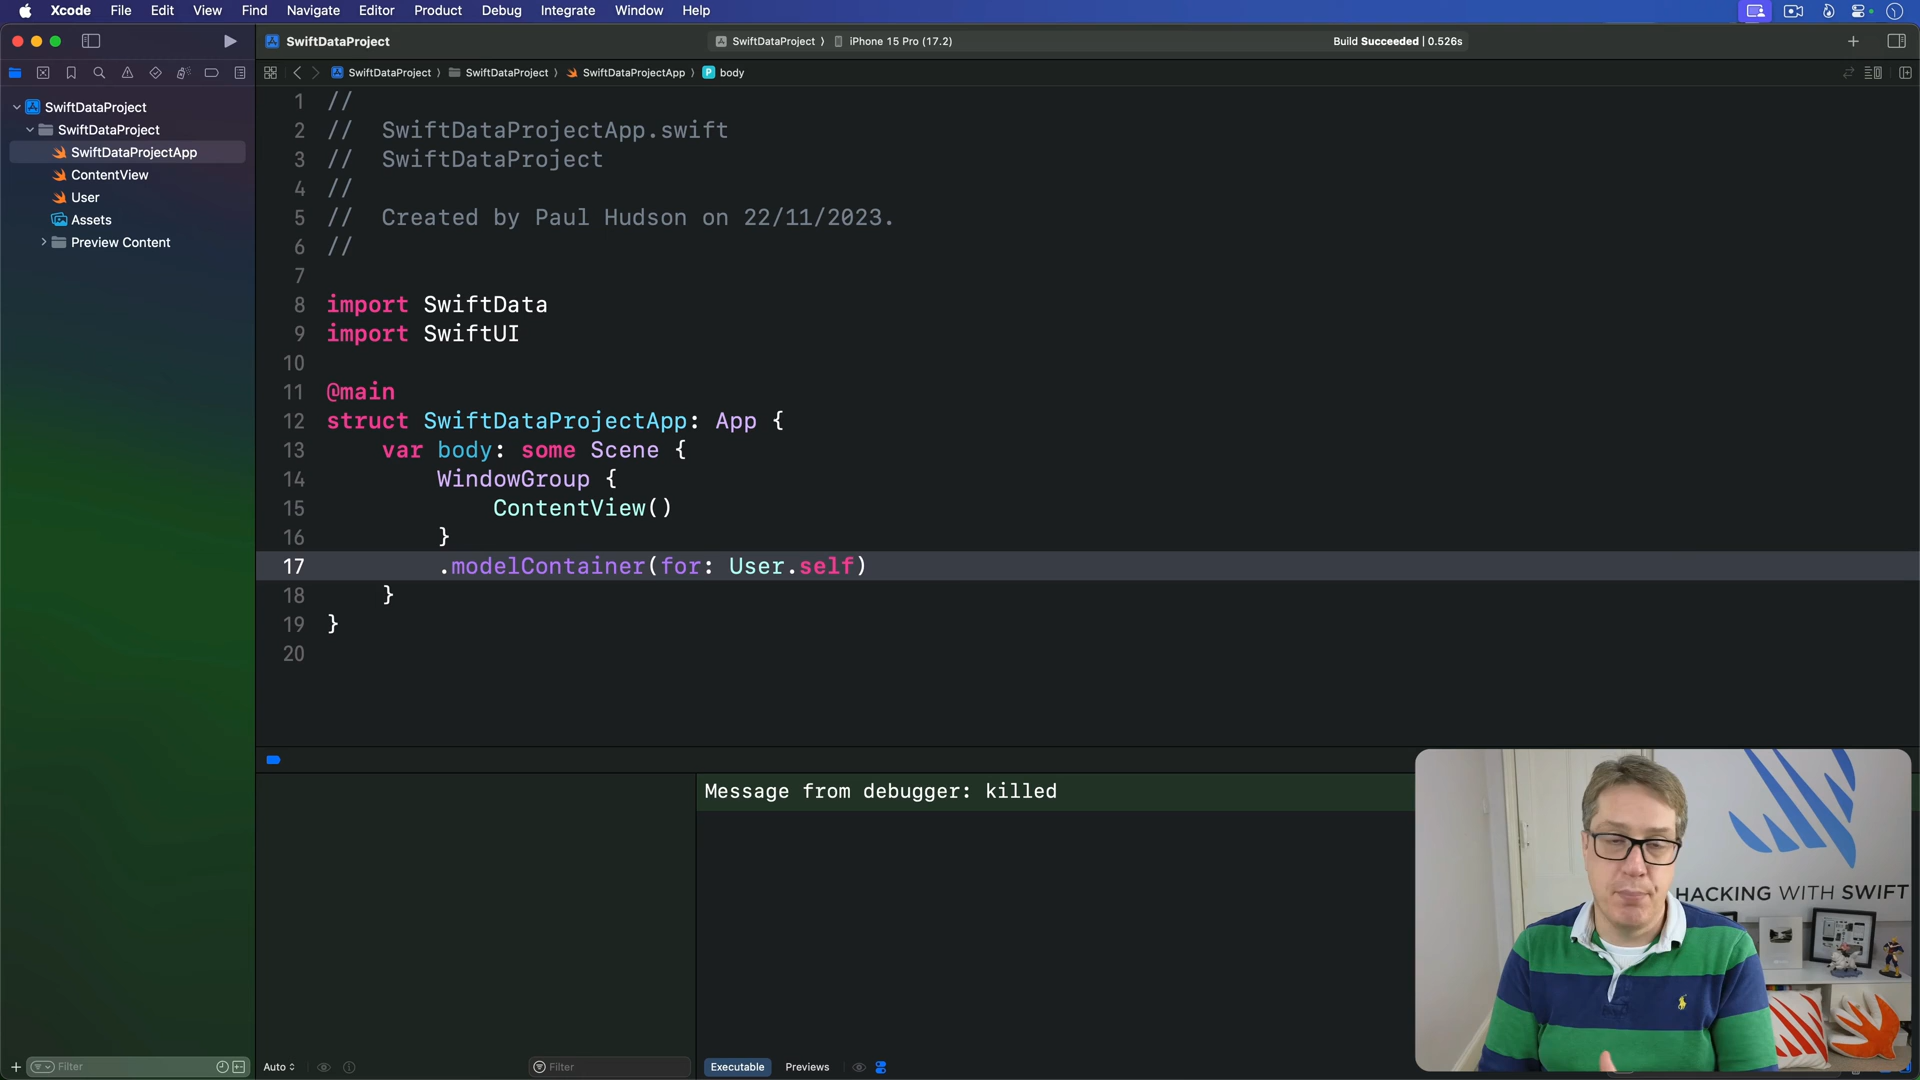 Xcode File Edit View Find Navigate Editor Product Debug Integrate Window Help
SwiftDataProject
SwiftDataProject 〉 iPhone 15 Pro (17.2)
Build Succeeded | 0.526s
SwiftDataProject 〉 SwiftDataProject 〉 SwiftDataProjectApp 〉 P body
SwiftDataProject
SwiftDataProject
SwiftDataProjectApp
ContentView
User
Assets
Preview Content
1 //
2 //  SwiftDataProjectApp.swift
3 //  SwiftDataProject
4 //
5 //  Created by Paul Hudson on 22/11/2023.
6 //
7
8 import SwiftData
9 import SwiftUI
10
11 @main
12 struct SwiftDataProjectApp: App {
13     var body: some Scene {
14         WindowGroup {
15             ContentView()
16         }
17         .modelContainer(for: User.self)
18     }
19 }
20
Message from debugger: killed
HACKING WITH SWIFT
Filter
Auto
Filter
Executable Previews